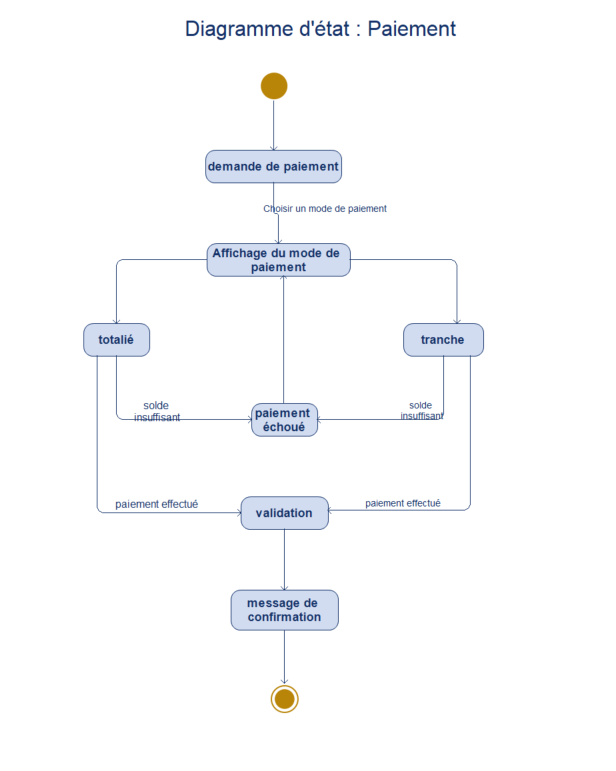 Diagramme d'état : Paiement
demande de paiement
Choisir un mode de paiement
Affichage du mode de
paiement
totalié
tranche
solde
insuffisant
paiement
échoué
solde
insuffisant
paiement effectué
validation
paiement effectué
message de
confirmation